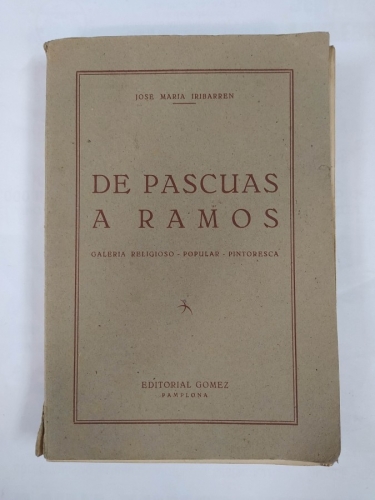 JOSE MARIA IRIBARREN
DE PASCUAS
A RAMOS
GALERIA RELIGIOSO - POPULAR - PINTORESCA
EDITORIAL GOMEZ
PAMPLONA